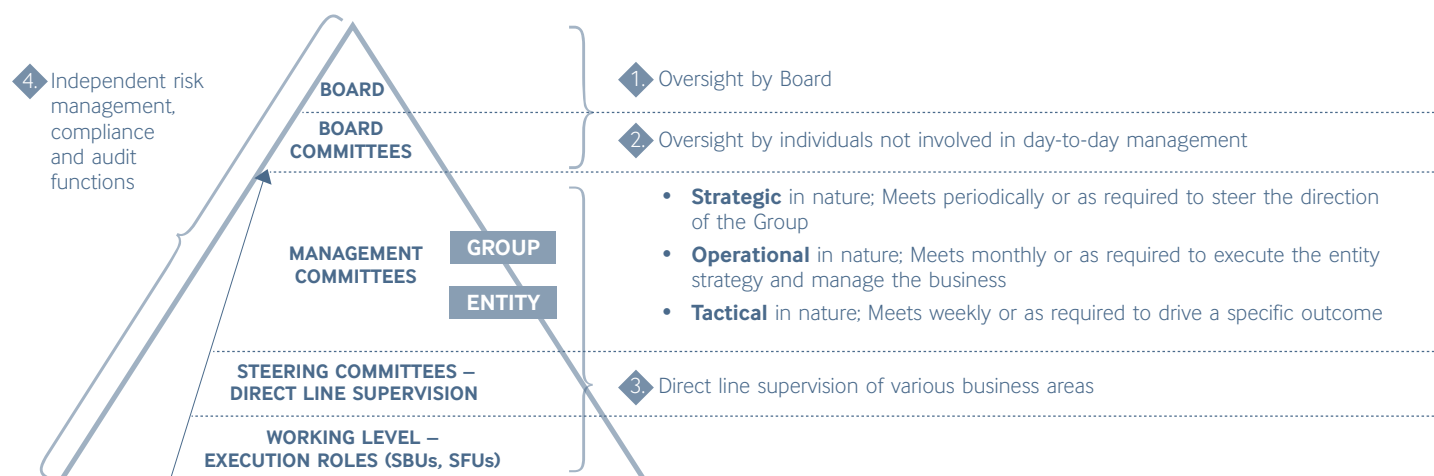 4. Independent risk
management,
compliance
and audit
functions
BOARD
1. Oversight by Board
BOARD
COMMITTEES
2. Oversight by individuals not involved in day-to-day management
MANAGEMENT
COMMITTEES
GROUP
ENTITY
• Strategic in nature; Meets periodically or as required to steer the direction
of the Group
• Operational in nature; Meets monthly or as required to execute the entity
strategy and manage the business
• Tactical in nature; Meets weekly or as required to drive a specific outcome
STEERING COMMITTEES –
DIRECT LINE SUPERVISION
3. Direct line supervision of various business areas
WORKING LEVEL –
EXECUTION ROLES (SBUs, SFUs)